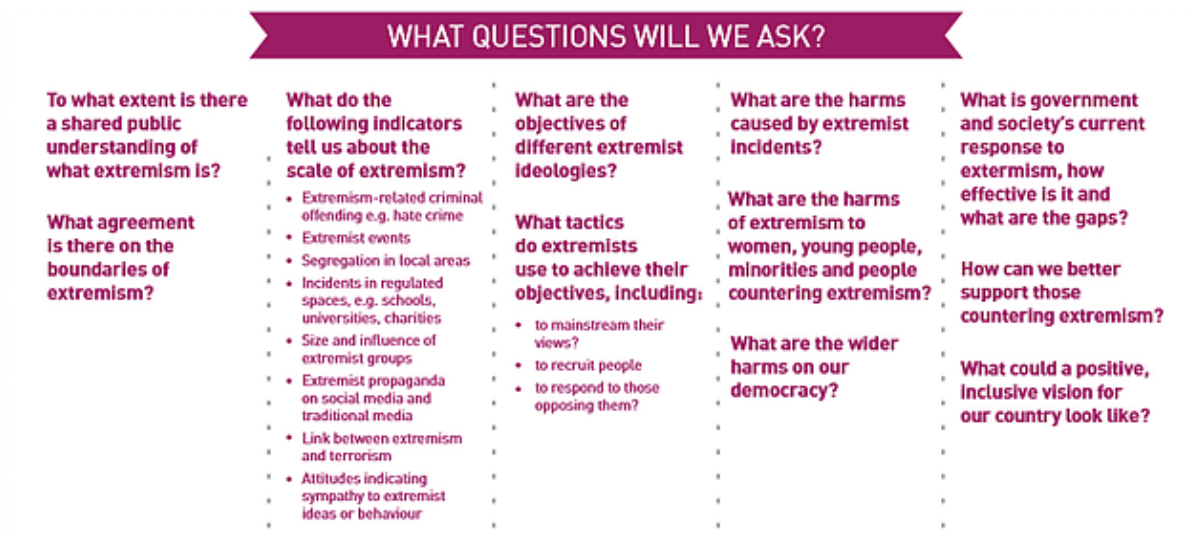 WHAT QUESTIONS WILL WE ASK?
To what extent is there
a shared public
understanding of
what extremism is?
What agreement
is there on the
boundaries of
extremism?
What do the
following indicators
tell us about the
scale of extremism?
• Extremism-related criminal
offending e.g. hate crime
• Extremist events
• Segregation in local areas
• Incidents in regulated
spaces, e.g. schools,
universities, charities
• Size and influence of
extremist groups
• Extremist propaganda
on social media and
traditional media
• Link between extremism
and terrorism
• Attitudes indicating
sympathy to extremist
ideas or behaviour
What are the
objectives of
different extremist
ideologies?
What tactics
do extremists
use to achieve their
objectives, including:
• to mainstream their
views?
• to recruit people
• to respond to those
opposing them?
What are the harms
caused by extremist
incidents?
What are the harms
of extremism to
women, young people,
minorities and people
countering extremism?
What are the wider
harms on our
democracy?
What is government
and society's current
response to
extermism, how
effective is it and
what are the gaps?
How can we better
support those
countering extremism?
What could a positive,
inclusive vision for
our country look like?